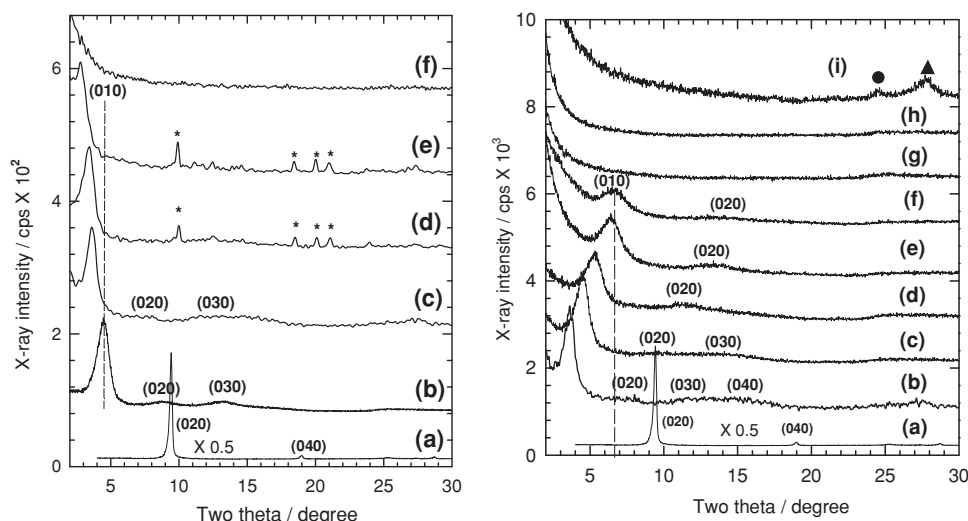 6
4
2
0
X-ray intensity / cps X 10²
(f)
(010)
*
* * *
(e)
*
* * *
(d)
(020) (030)
(c)
(020) (030)
(b)
(020)
X 0.5
(040)
(a)
5 10 15 20 25 30
Two theta / degree
10
8
6
4
2
0
X-ray intensity / cps X 10³
(i)
● ▲
(h)
(g)
(010)
(020)
(f)
(020)
(e)
(020)
(d)
(020) (030)
(c)
(020) (030) (040)
(b)
(020)
X 0.5
(040)
(a)
5 10 15 20 25 30
Two theta / degree